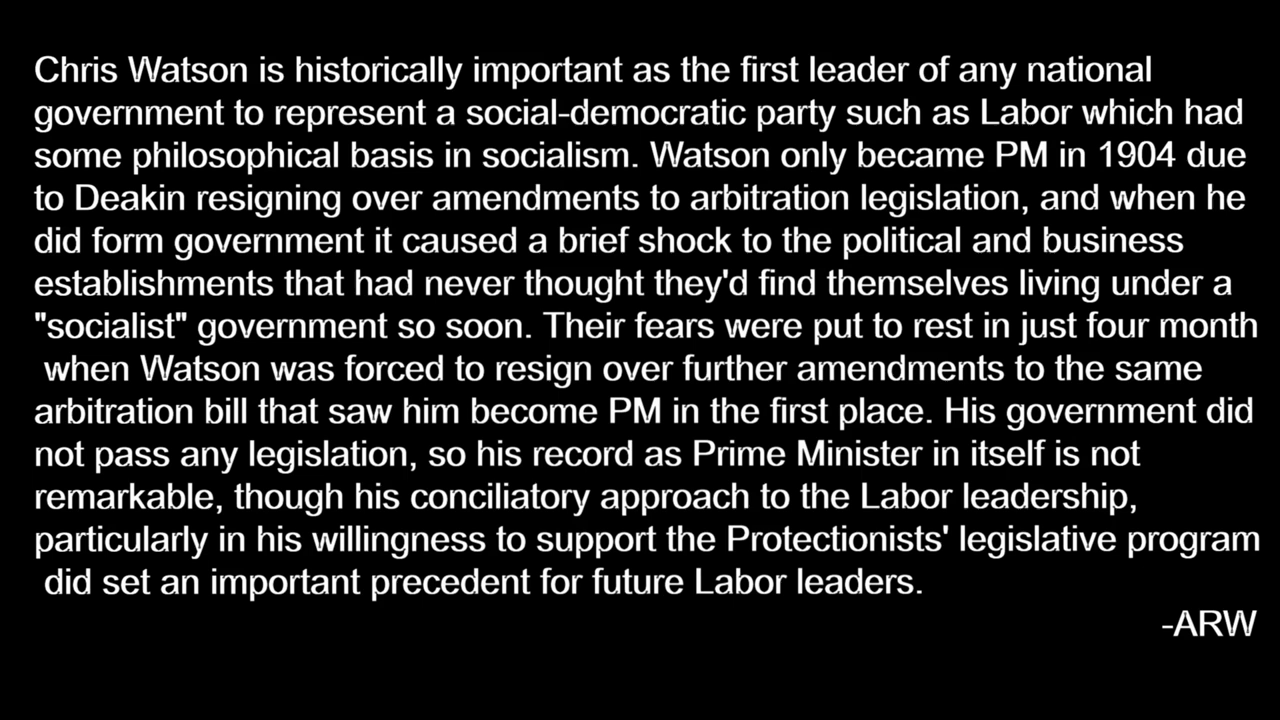 Chris Watson is historically important as the first leader of any national
government to represent a social-democratic party such as Labor which had
some philosophical basis in socialism. Watson only became PM in 1904 due
to Deakin resigning over amendments to arbitration legislation, and when he
did form government it caused a brief shock to the political and business
establishments that had never thought they'd find themselves living under a
"socialist" government so soon. Their fears were put to rest in just four month
when Watson was forced to resign over further amendments to the same
arbitration bill that saw him become PM in the first place. His government did
not pass any legislation, so his record as Prime Minister in itself is not
remarkable, though his conciliatory approach to the Labor leadership,
particularly in his willingness to support the Protectionists' legislative program
did set an important precedent for future Labor leaders.
-ARW